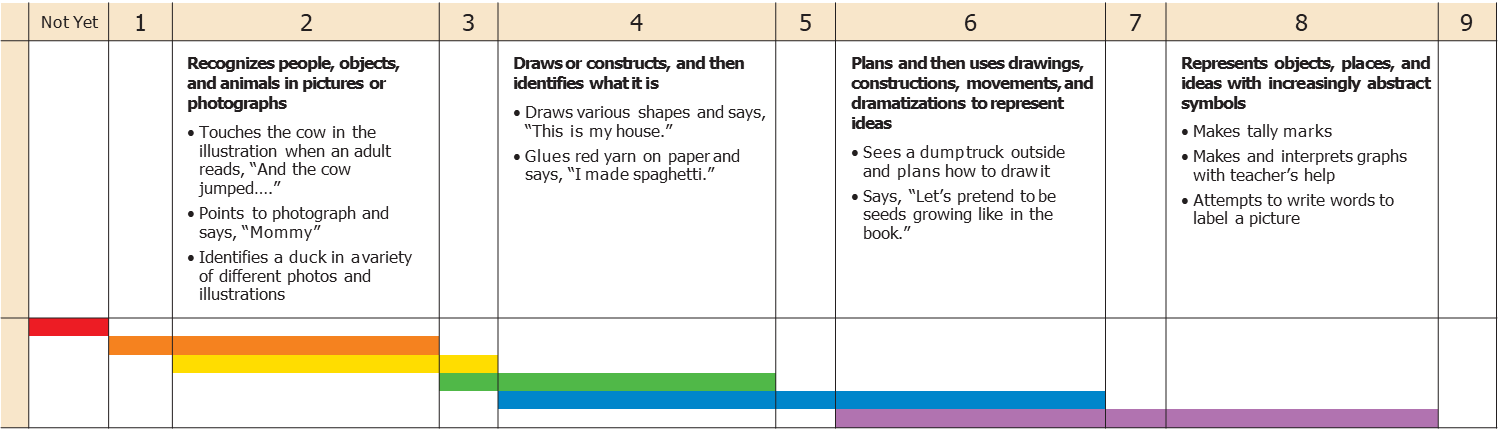 Not Yet 1 2 3 4 5 6 7 8 9
Recognizes people, objects,
and animals in pictures or
photographs
• Touches the cow in the
illustration when an adult
reads, “And the cow
jumped….”
• Points to photograph and
says, “Mommy”
• Identifies a duck in a variety
of different photos and
illustrations
Draws or constructs, and then
identifies what it is
• Draws various shapes and says,
“This is my house.”
• Glues red yarn on paper and
says, “I made spaghetti.”
Plans and then uses drawings,
constructions, movements, and
dramatizations to represent
ideas
• Sees a dump truck outside
and plans how to draw it
• Says, “Let’s pretend to be
seeds growing like in the
book.”
Represents objects, places, and
ideas with increasingly abstract
symbols
• Makes tally marks
• Makes and interprets graphs
with teacher’s help
• Attempts to write words to
label a picture